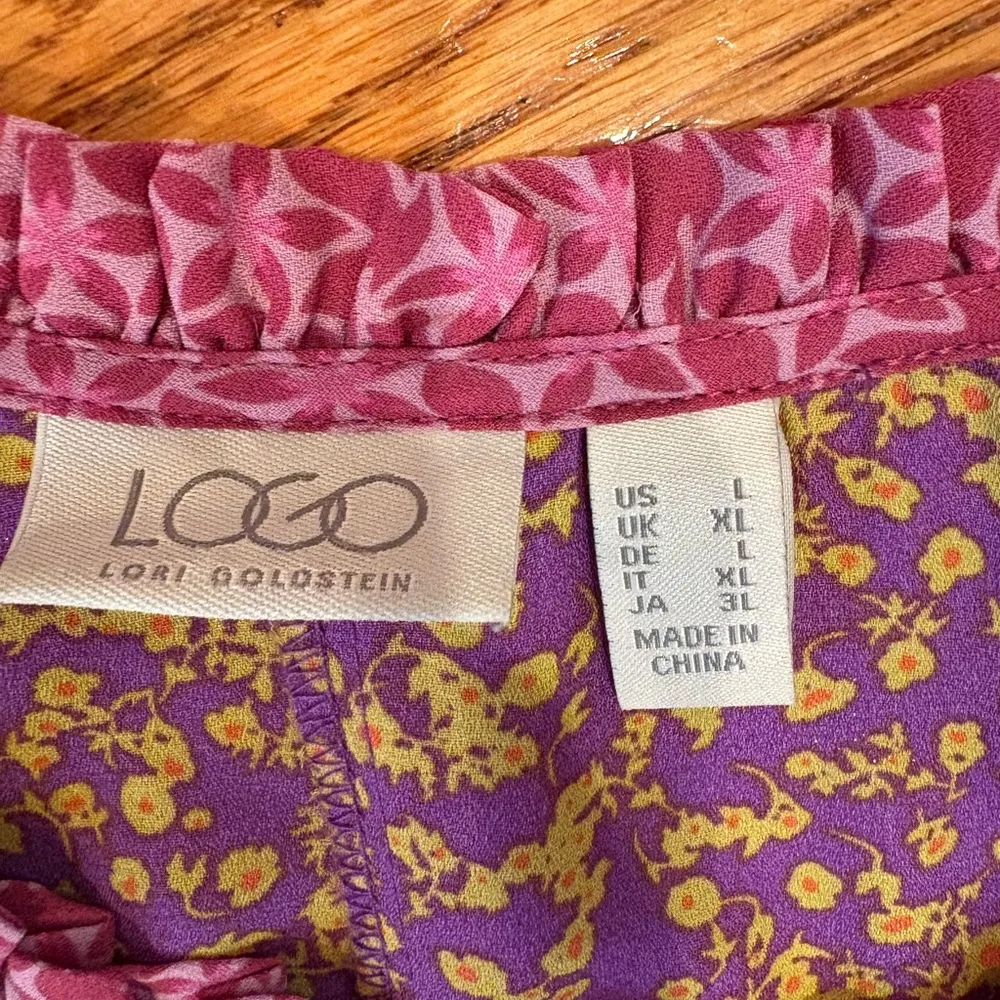 LOGO
LORI GOLDSTEIN
US L
UK XL
DE L
IT XL
JA 3L
MADE IN
CHINA